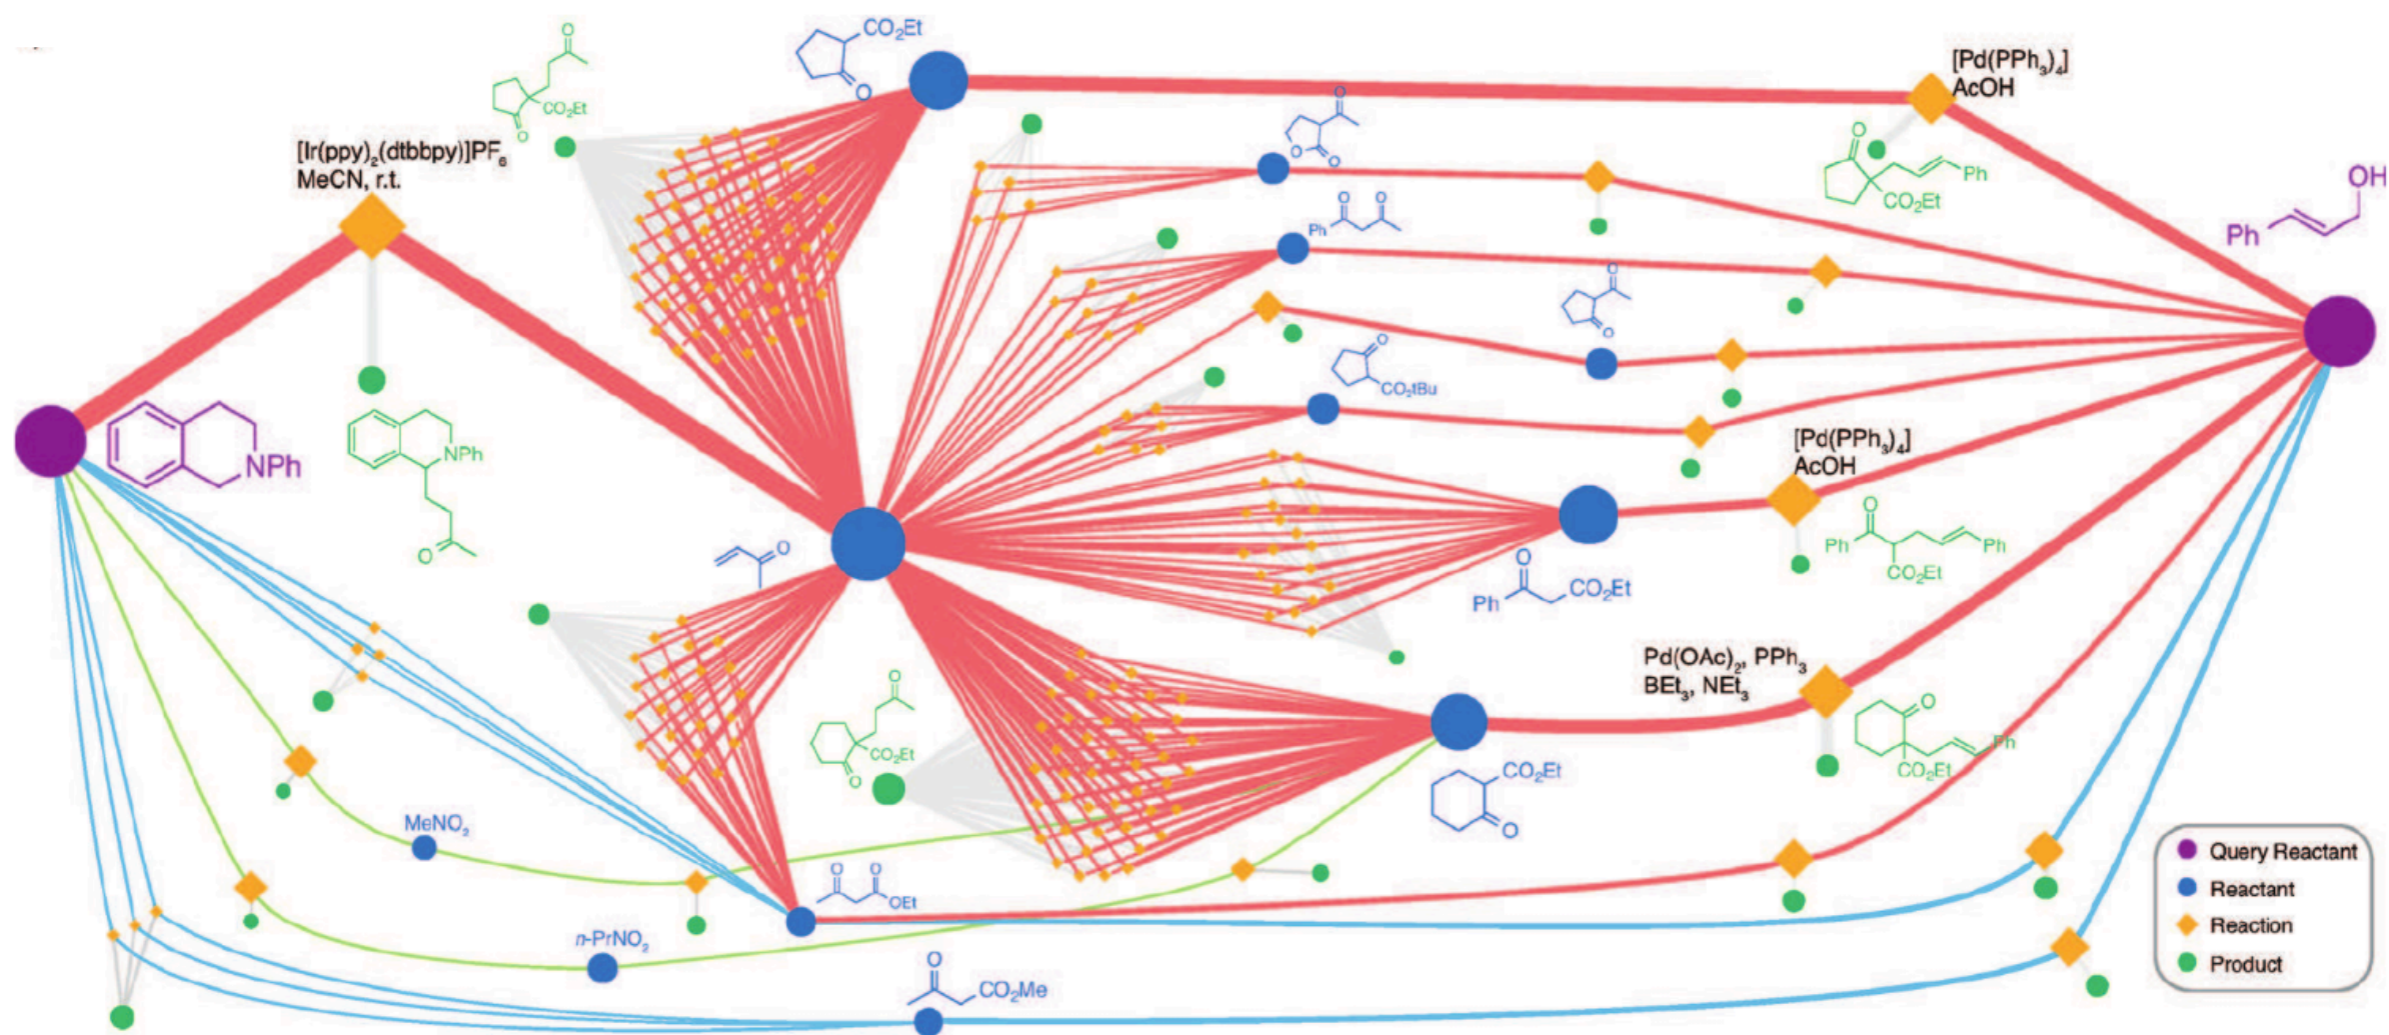 O
CO₂Et
O
CO₂Et
O
[Ir(ppy)₂(dtbbpy)]PF₆
MeCN, r.t.
[Pd(PPh₃)₄]
AcOH
O
O
O
O
CO₂Et
Ph
OH
Ph
O
O
Ph
O
O
O
CO₂tBu
NPh
NPh
O
O
[Pd(PPh₃)₄]
AcOH
O
Ph
Ph
CO₂Et
O
Ph
CO₂Et
Pd(OAc)₂, PPh₃
BEt₃, NEt₃
O
CO₂Et
O
O
Ph
CO₂Et
CO₂Et
O
MeNO₂
O
O
OEt
n-PrNO₂
O
CO₂Me
Query Reactant
Reactant
Reaction
Product